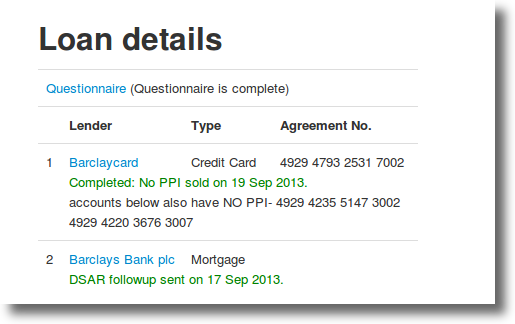 Loan details
Questionnaire (Questionnaire is complete)
Lender Type Agreement No.
1 Barclaycard Credit Card 4929 4793 2531 7002
Completed: No PPI sold on 19 Sep 2013.
accounts below also have NO PPI- 4929 4235 5147 3002
4929 4220 3676 3007
2 Barclays Bank plc Mortgage
DSAR followup sent on 17 Sep 2013.